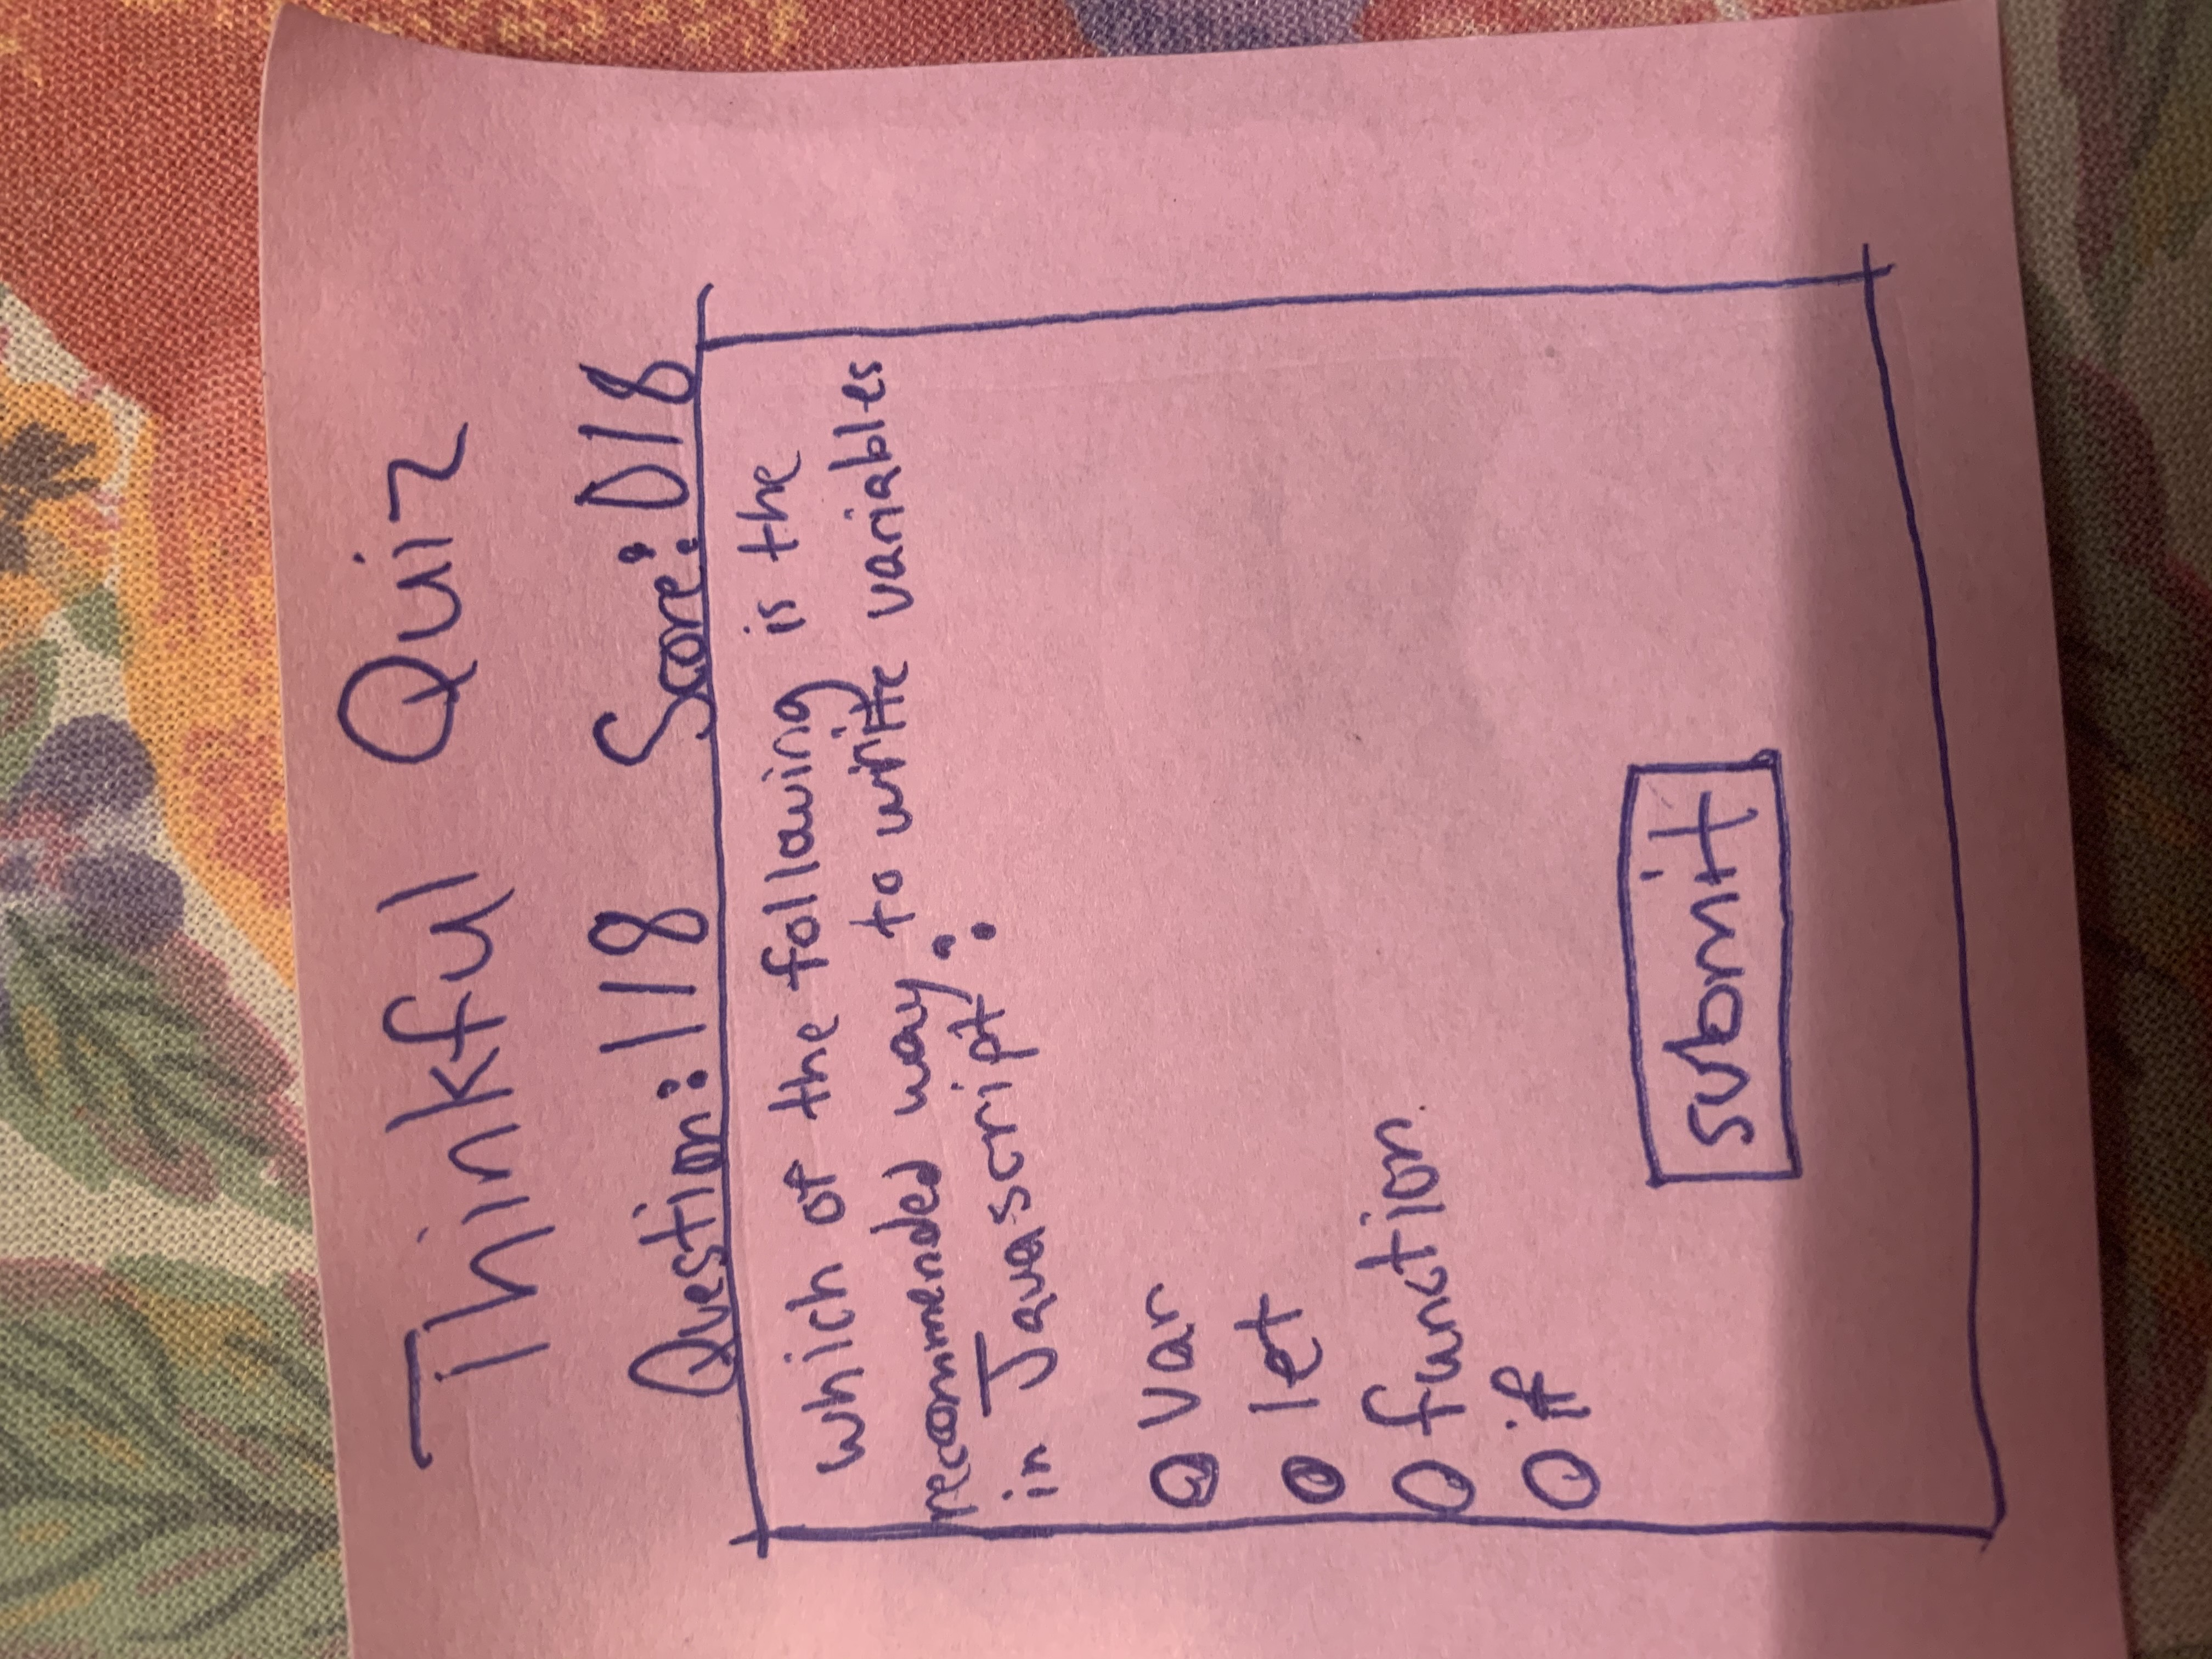 Thinkful Quiz
Question: 1/8 Score: 0/8
Which of the following is the
recommended way to write variables
in Javascript:
var
let
function
if
submit